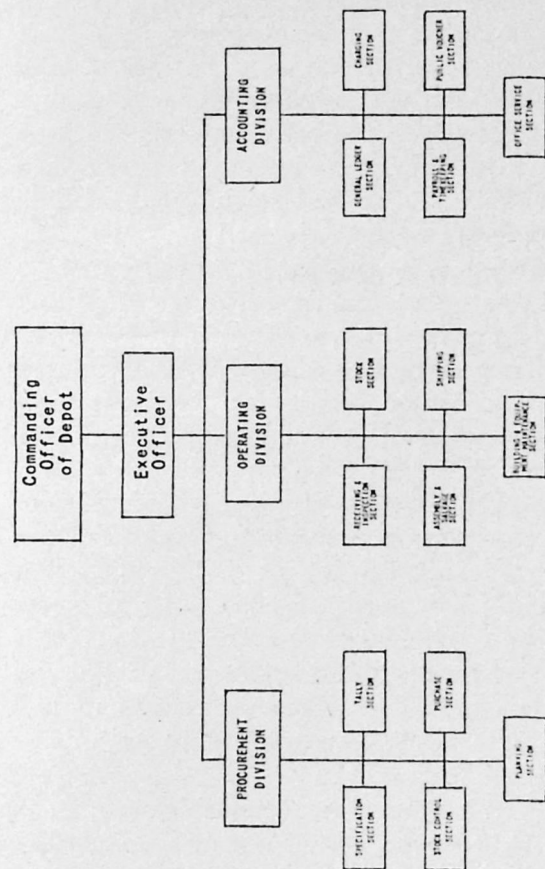 Commanding
Officer
of Depot
Executive
Officer
PROCUREMENT
DIVISION
OPERATING
DIVISION
ACCOUNTING
DIVISION
SPECIFICATION
SECTION
TALLY
SECTION
STOCK CONTROL
SECTION
PURCHASE
SECTION
PLANNING
SECTION
RECEIVING &
INSPECTION
SECTION
STOCK
SECTION
ASSEMBLY &
SALVAGE
SECTION
SHIPPING
SECTION
BUILDING & EQUIP-
MENT MAINTENANCE
SECTION
GENERAL LEDGER
SECTION
CHARGING
SECTION
PAYROLL &
TIMEKEEPING
SECTION
PUBLIC VOUCHER
SECTION
OFFICE SERVICE
SECTION